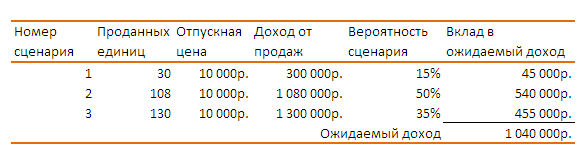 Номер сценария Проданных единиц Отпускная цена Доход от продаж Вероятность сценария Вклад в ожидаемый доход
1 30 10 000р. 300 000р. 15% 45 000р.
2 108 10 000р. 1 080 000р. 50% 540 000р.
3 130 10 000р. 1 300 000р. 35% 455 000р.
Ожидаемый доход 1 040 000р.